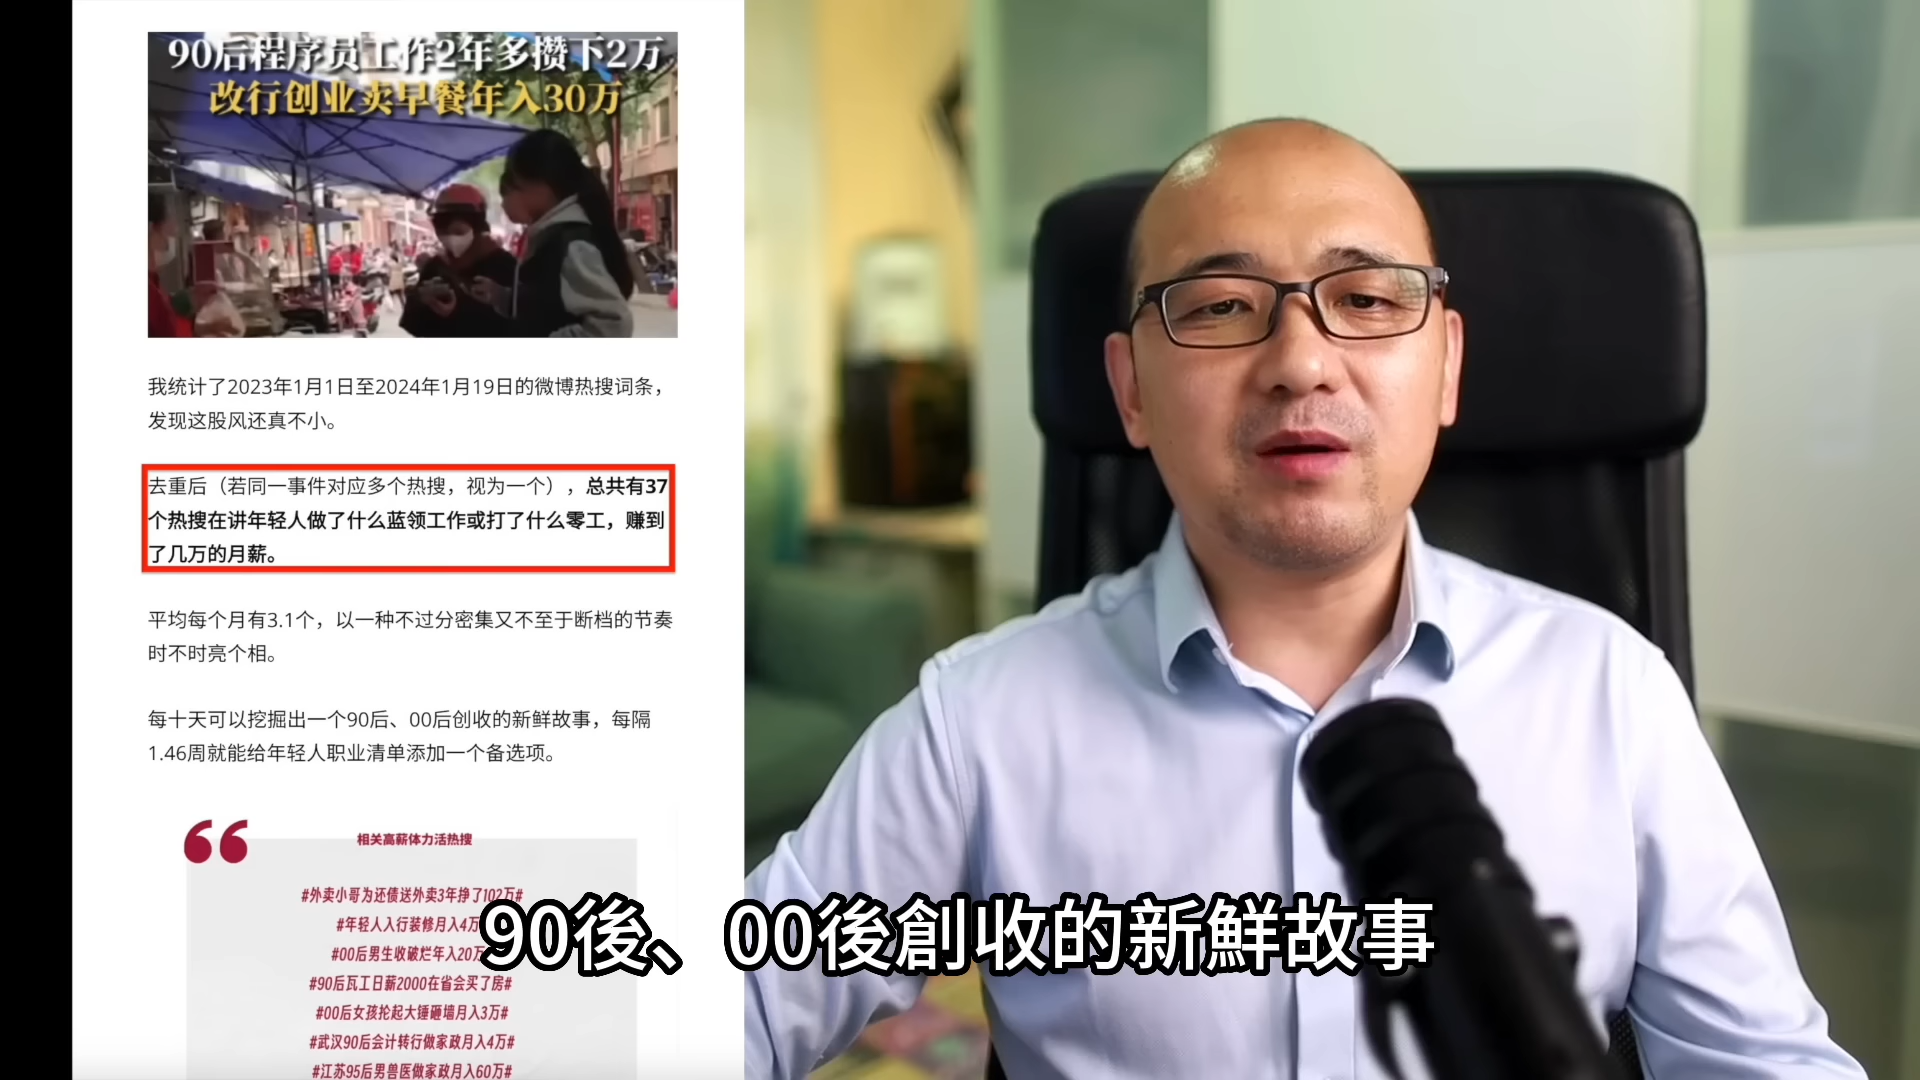 90后程序员工作2年多攒下2万
改行创业卖早餐年入30万
我统计了2023年1月1日至2024年1月19日的微博热搜词条，
发现这股风还真不小。
去重后（若同一事件对应多个热搜，视为一个），总共有37
个热搜在讲年轻人做了什么蓝领工作或打了什么零工，赚到
了几万的月薪。
平均每个月有3.1个，以一种不过分密集又不至于断档的节奏
时不时亮个相。
每十天可以挖掘出一个90后、00后创收的新鲜故事，每隔
1.46周就能给年轻人职业清单添加一个备选项。
相关高薪体力活热搜
#外卖小哥为还债送外卖3年挣了102万#
#年轻人入行装修月入4万
#00后男生收破烂年入20万
#90后瓦工日薪2000在省会买了房#
#00后女孩抡起大锤砸墙月入3万#
#武汉90后会计转行做家政月入4万#
#江苏95后男兽医做家政月入60万#
90後、00後創收的新鮮故事